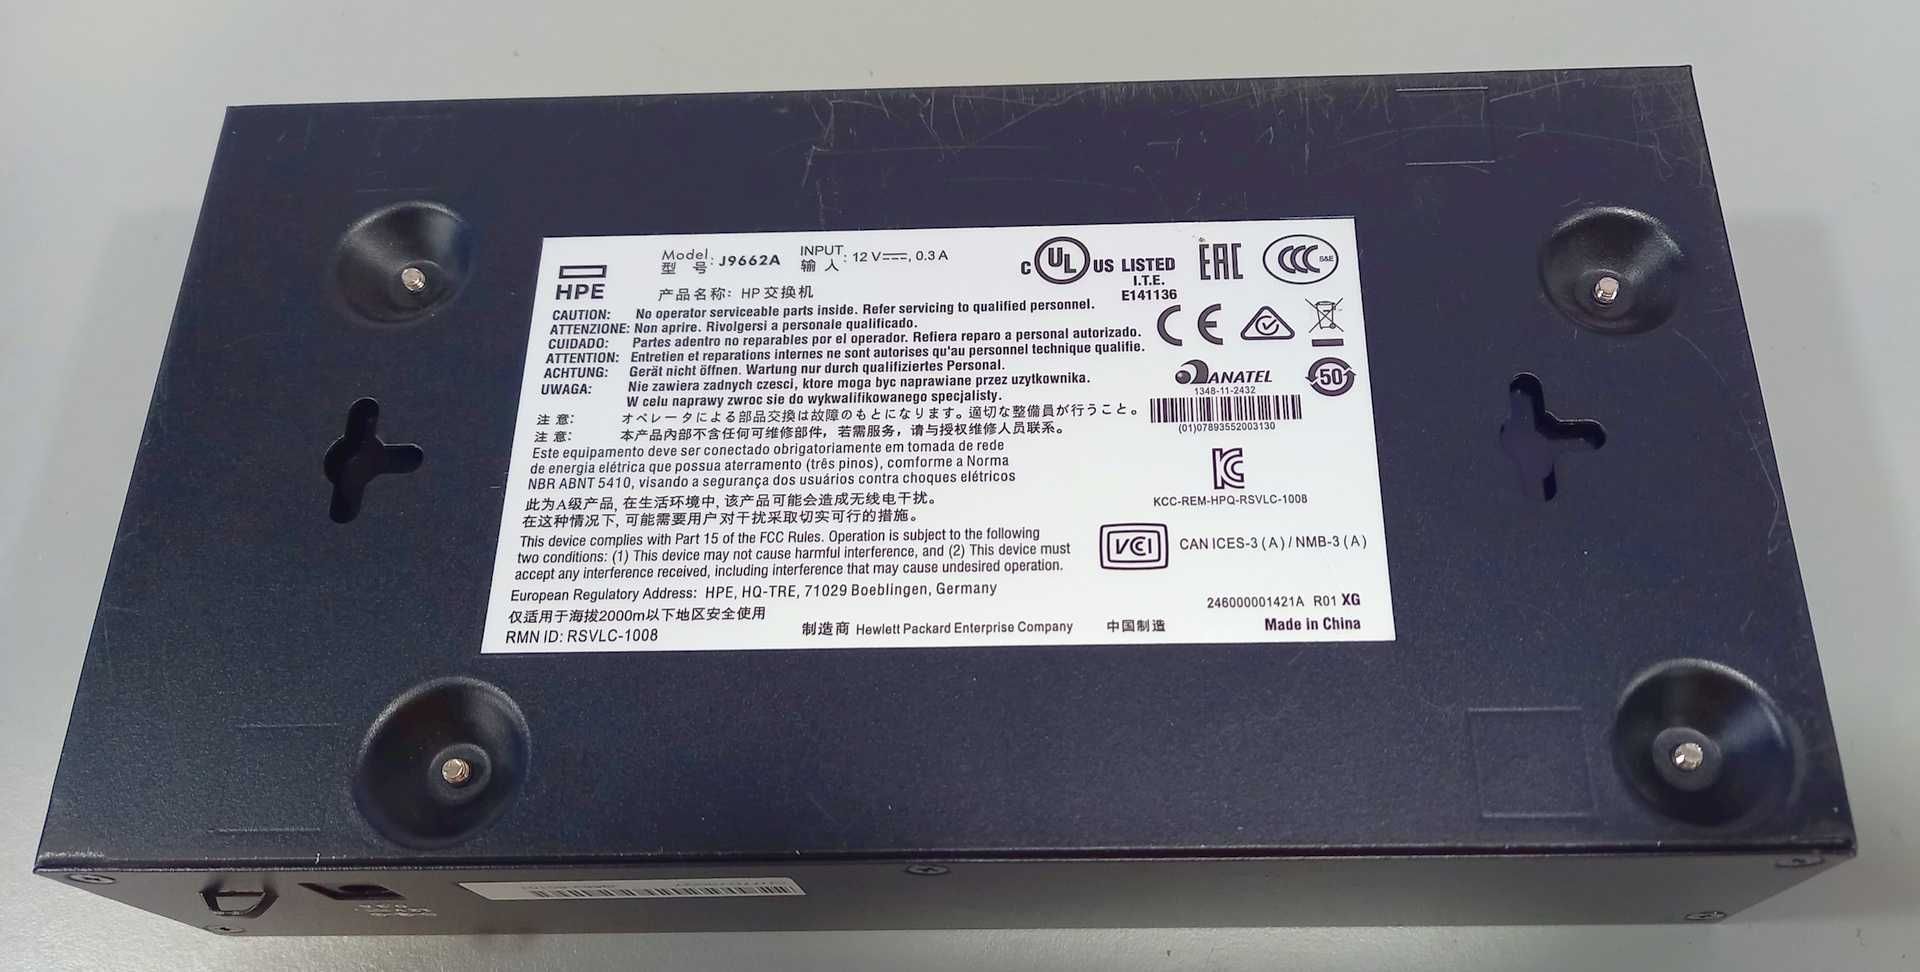 HPE
Model
型 号: J9662A
INPUT
输 入: 12 V⎓, 0.3 A
产品名称: HP 交换机
CAUTION: No operator serviceable parts inside. Refer servicing to qualified personnel.
ATTENZIONE: Non aprire. Rivolgersi a personale qualificado.
CUIDADO: Partes adentro no reparables por el operador. Refiera reparo a personal autorizado.
ATTENTION: Entretien et reparations internes ne sont autorises qu'au personnel technique qualifie.
ACHTUNG: Gerät nicht öffnen. Wartung nur durch qualifiziertes Personal.
UWAGA: Nie zawiera zadnych czesci, ktore moga byc naprawiane przez uzytkownika.
W celu naprawy zwroc sie do wykwalifikowanego specjalisty.
注 意: オペレータによる部品交換は故障のもとになります。適切な整備員が行うこと。
注 意: 本产品内部不含任何可维修部件，若需服务，请与授权维修人员联系。
Este equipamento deve ser conectado obrigatoriamente em tomada de rede
de energia elétrica que possua aterramento (três pinos), comforme a Norma
NBR ABNT 5410, visando a segurança dos usuários contra choques elétricos
此为A级产品, 在生活环境中, 该产品可能会造成无线电干扰。
在这种情况下, 可能需要用户对干扰采取切实可行的措施。
This device complies with Part 15 of the FCC Rules. Operation is subject to the following
two conditions: (1) This device may not cause harmful interference, and (2) This device must
accept any interference received, including interference that may cause undesired operation.
European Regulatory Address: HPE, HQ-TRE, 71029 Boeblingen, Germany
仅适用于海拔2000m以下地区安全使用
RMN ID: RSVLC-1008
制造商 Hewlett Packard Enterprise Company
中国制造
C UL US LISTED
I.T.E.
E141136
EAC
CCC S&E
CE
ANATEL
1348-11-2432
(01)07893552003130
50
KC
KCC-REM-HPQ-RSVLC-1008
VCI
CAN ICES-3 (A) / NMB-3 (A)
246000001421A R01 XG
Made in China